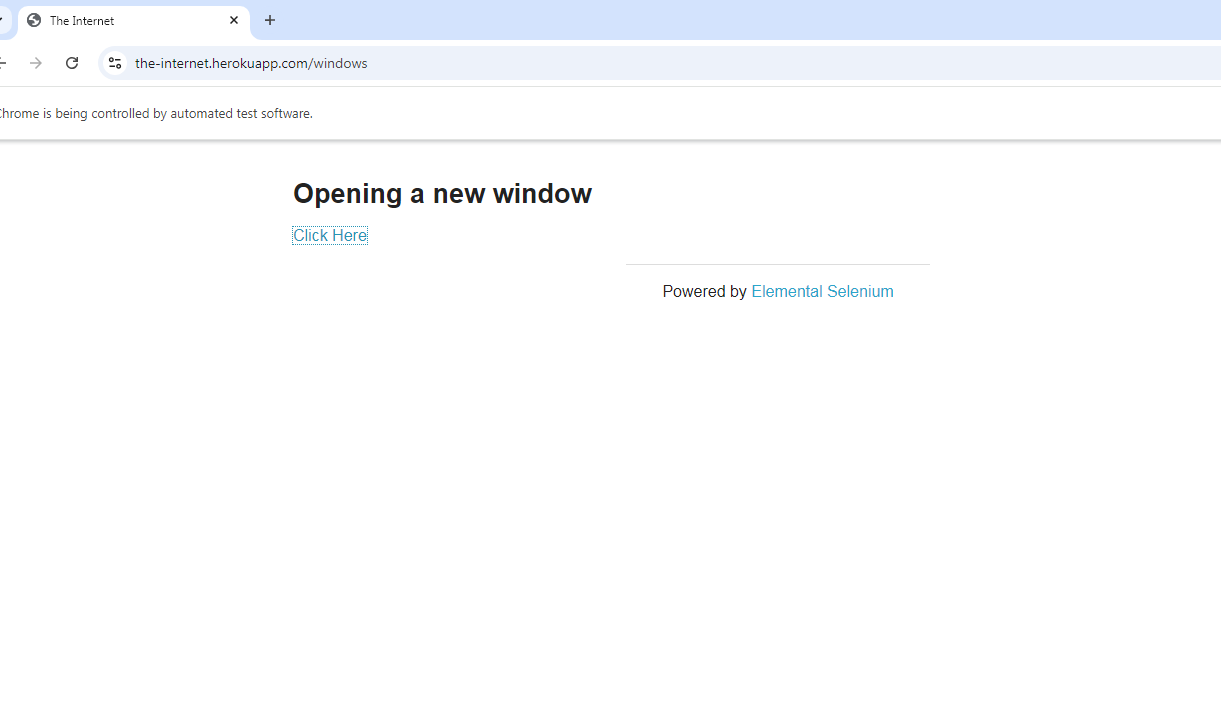 The Internet
the-internet.herokuapp.com/windows
Chrome is being controlled by automated test software.
Opening a new window
Click Here
Powered by Elemental Selenium